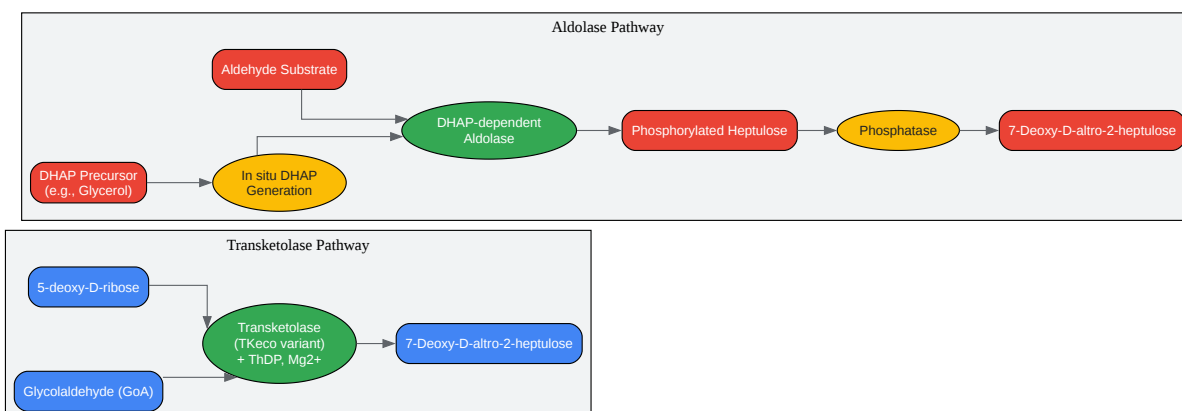 Aldolase Pathway
Aldehyde Substrate
DHAP Precursor
(e.g., Glycerol)
In situ DHAP
Generation
DHAP-dependent
Aldolase
Phosphorylated Heptulose
Phosphatase
7-Deoxy-D-altro-2-heptulose
Transketolase Pathway
5-deoxy-D-ribose
Glycolaldehyde (GoA)
Transketolase
(TKeco variant)
+ ThDP, Mg2+
7-Deoxy-D-altro-2-heptulose